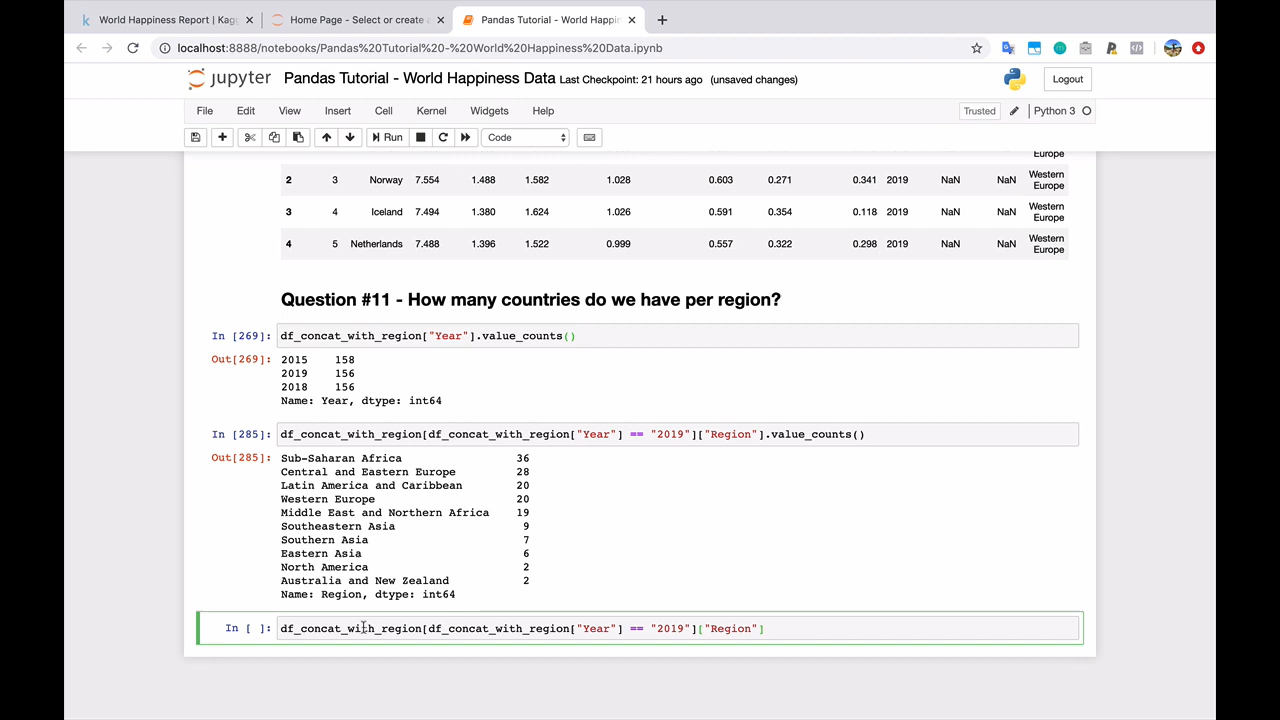 World Happiness Report | Kagg
Home Page - Select or create a
Pandas Tutorial - World Happin
localhost:8888/notebooks/Pandas%20Tutorial%20-%20World%20Happiness%20Data.ipynb
jupyter Pandas Tutorial - World Happiness Data Last Checkpoint: 21 hours ago (unsaved changes)
Logout
File Edit View Insert Cell Kernel Widgets Help
Trusted Python 3
Run Code
Europe
2 3 Norway 7.554 1.488 1.582 1.028 0.603 0.271 0.341 2019 NaN NaN Western
Europe
3 4 Iceland 7.494 1.380 1.624 1.026 0.591 0.354 0.118 2019 NaN NaN Western
Europe
4 5 Netherlands 7.488 1.396 1.522 0.999 0.557 0.322 0.298 2019 NaN NaN Western
Europe
Question #11 - How many countries do we have per region?
In [269]: df_concat_with_region["Year"].value_counts()
Out[269]: 2015 158
2019 156
2018 156
Name: Year, dtype: int64
In [285]: df_concat_with_region[df_concat_with_region["Year"] == "2019"]["Region"].value_counts()
Out[285]: Sub-Saharan Africa 36
Central and Eastern Europe 28
Latin America and Caribbean 20
Western Europe 20
Middle East and Northern Africa 19
Southeastern Asia 9
Southern Asia 7
Eastern Asia 6
North America 2
Australia and New Zealand 2
Name: Region, dtype: int64
In [ ]: df_concat_with_region[df_concat_with_region["Year"] == "2019"]["Region"]